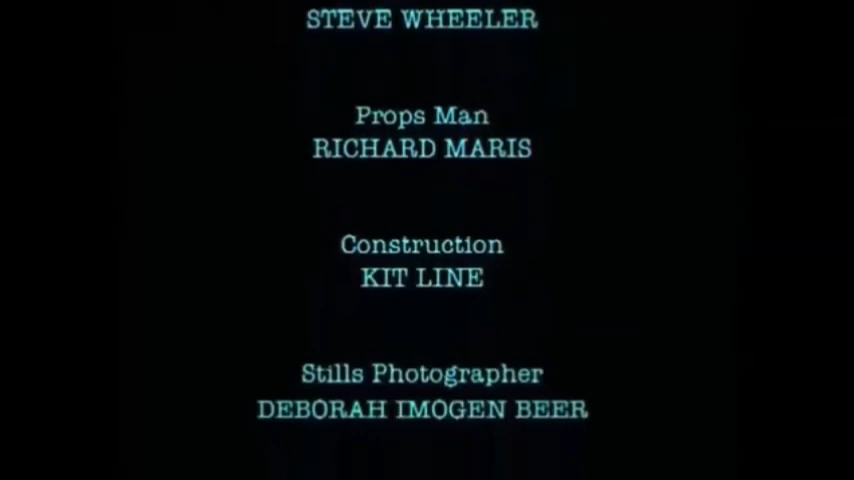 STEVE WHEELER
Props Man
RICHARD MARIS
Construction
KIT LINE
Stills Photographer
DEBORAH IMOGEN BEER